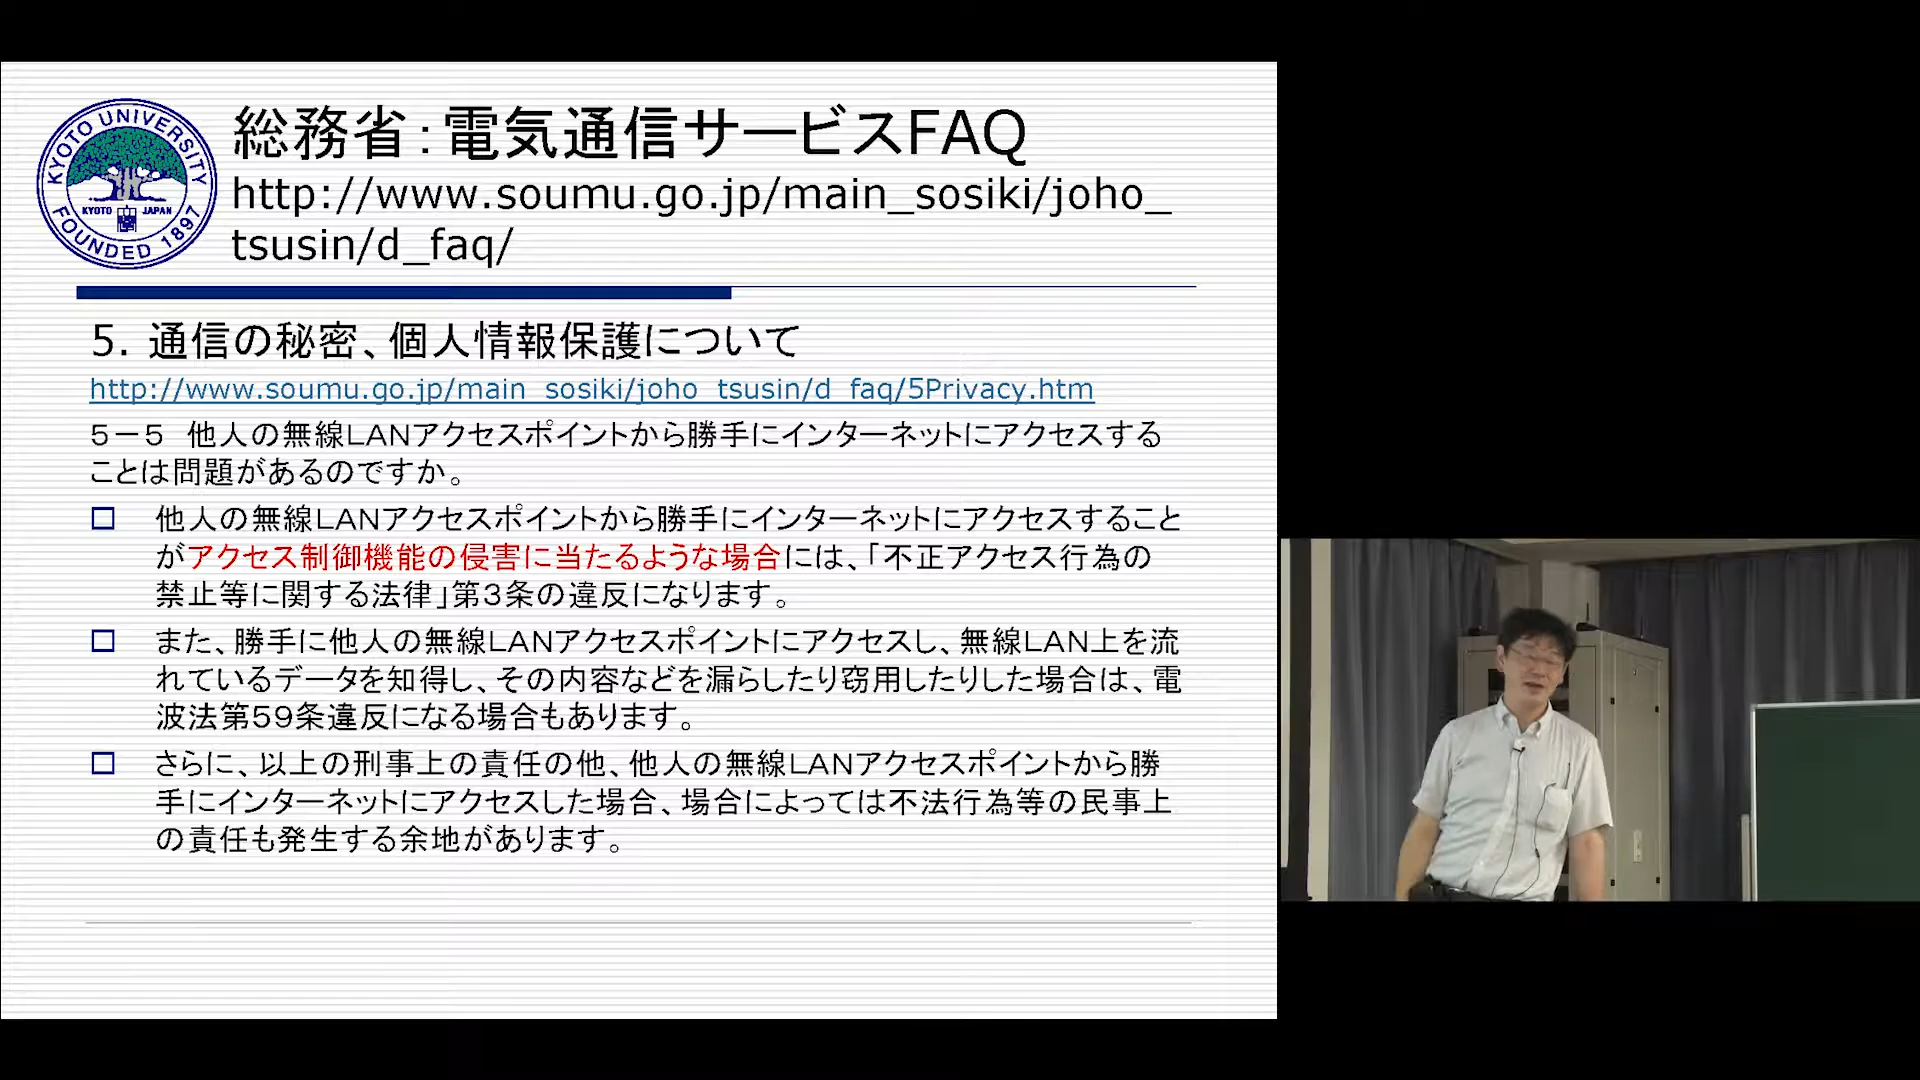 KYOTO UNIVERSITY
KYOTO JAPAN
FOUNDED 1897
総務省：電気通信サービスFAQ
http://www.soumu.go.jp/main_sosiki/joho_
tsusin/d_faq/
5. 通信の秘密、個人情報保護について
http://www.soumu.go.jp/main_sosiki/joho_tsusin/d_faq/5Privacy.htm
５－５　他人の無線ＬＡＮアクセスポイントから勝手にインターネットにアクセスする
ことは問題があるのですか。
他人の無線ＬＡＮアクセスポイントから勝手にインターネットにアクセスすること
がアクセス制御機能の侵害に当たるような場合には、「不正アクセス行為の
禁止等に関する法律」第３条の違反になります。
また、勝手に他人の無線ＬＡＮアクセスポイントにアクセスし、無線ＬＡＮ上を流
れているデータを知得し、その内容などを漏らしたり窃用したりした場合は、電
波法第５９条違反になる場合もあります。
さらに、以上の刑事上の責任の他、他人の無線ＬＡＮアクセスポイントから勝
手にインターネットにアクセスした場合、場合によっては不法行為等の民事上
の責任も発生する余地があります。